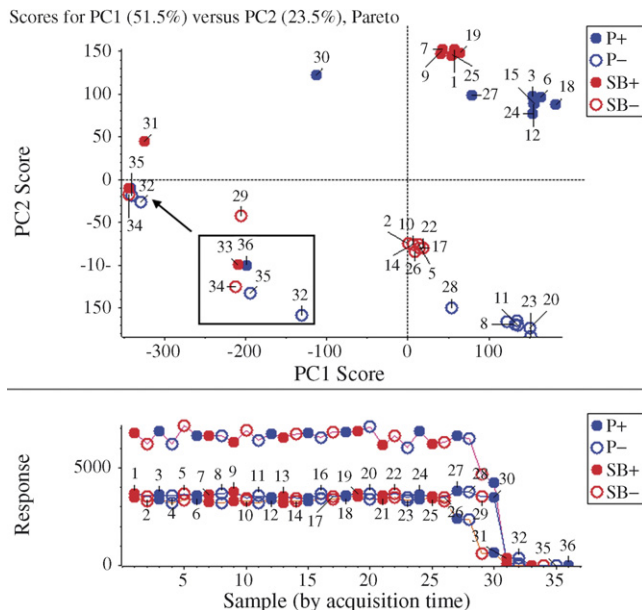 Scores for PC1 (51.5%) versus PC2 (23.5%), Pareto
150
100
50
0
-50
-10-
150
PC2 Score
-300
-200
-100
0
100
PC1 Score
30
31
35
32
34
29
33 36
34 35
32
7 19
9 1 25
27
15 3 6 18
24
12
2 10 22
14 17
26 5
28
11 23 20
8
P+
P−
SB+
SB−
5000
0
Response
1 3 5 7 8 9 11 13 16 19 20 22 24 27 28 30
2 4 6 10 12 14 17 18 21 23 25 26 29
31 32 35 36
5 10 15 20 25 30 35
Sample (by acquisition time)
P+
P−
SB+
SB−